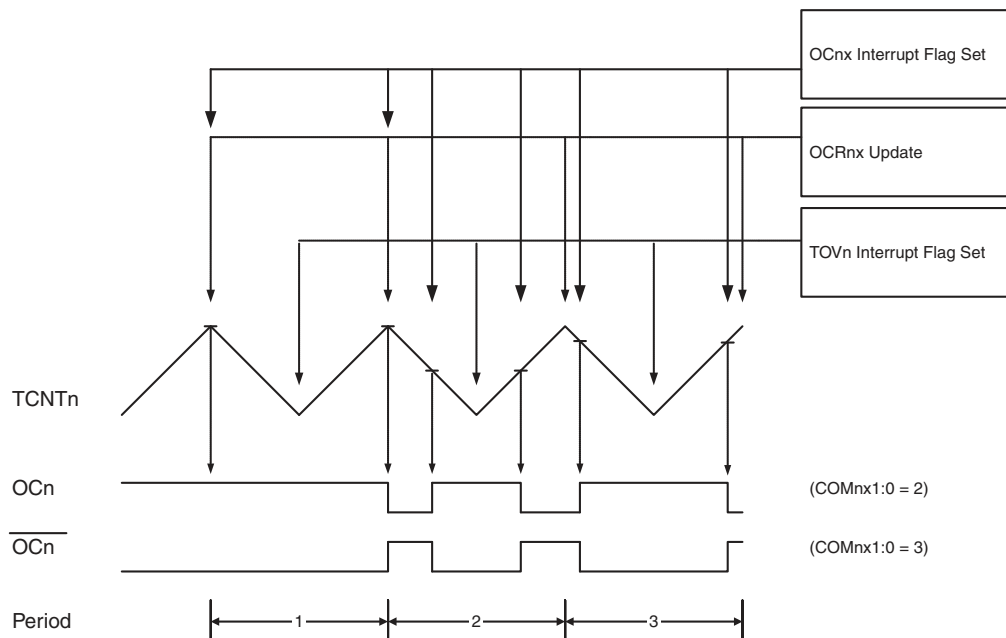 OCnx Interrupt Flag Set
OCRnx Update
TOVn Interrupt Flag Set
TCNTn
OCn
(COMnx1:0 = 2)
OCn
(COMnx1:0 = 3)
Period
1
2
3